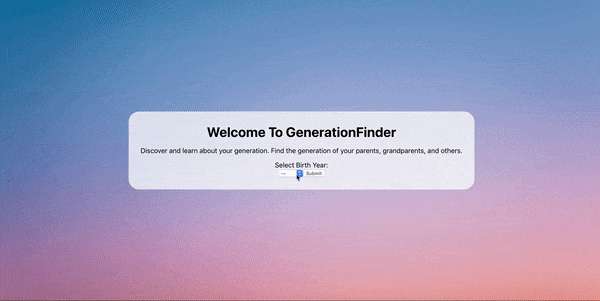 Welcome To GenerationFinder
Discover and learn about your generation. Find the generation of your parents, grandparents, and others.
Select Birth Year:
-- Submit